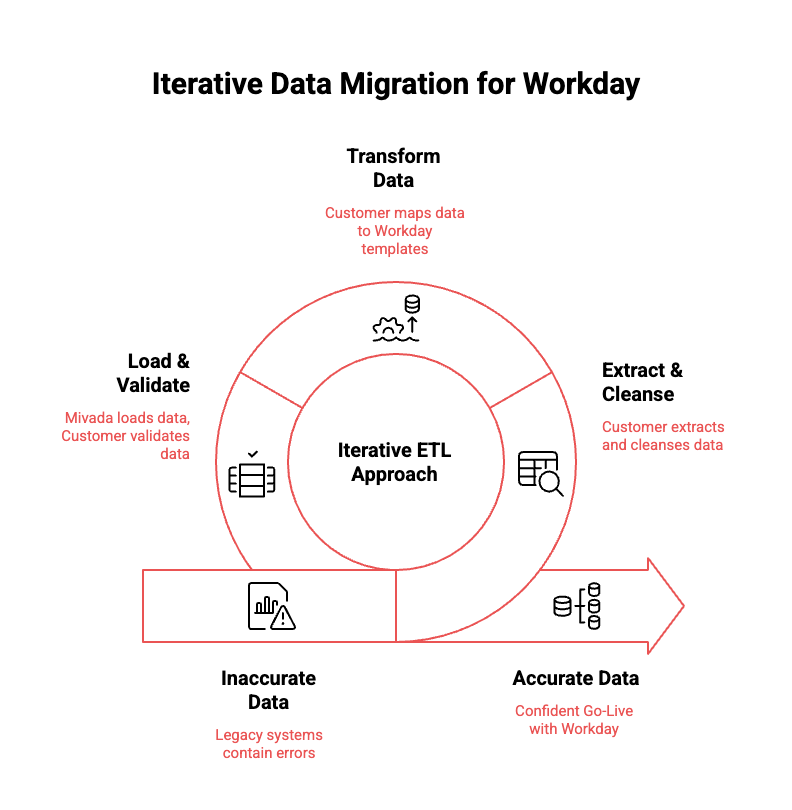 Iterative Data Migration for Workday
Transform
Data
Customer maps data
to Workday
templates
Load &
Validate
Mivada loads data,
Customer validates
data
Extract &
Cleanse
Customer extracts
and cleanses data
Iterative ETL
Approach
Inaccurate
Data
Legacy systems
contain errors
Accurate Data
Confident Go-Live
with Workday